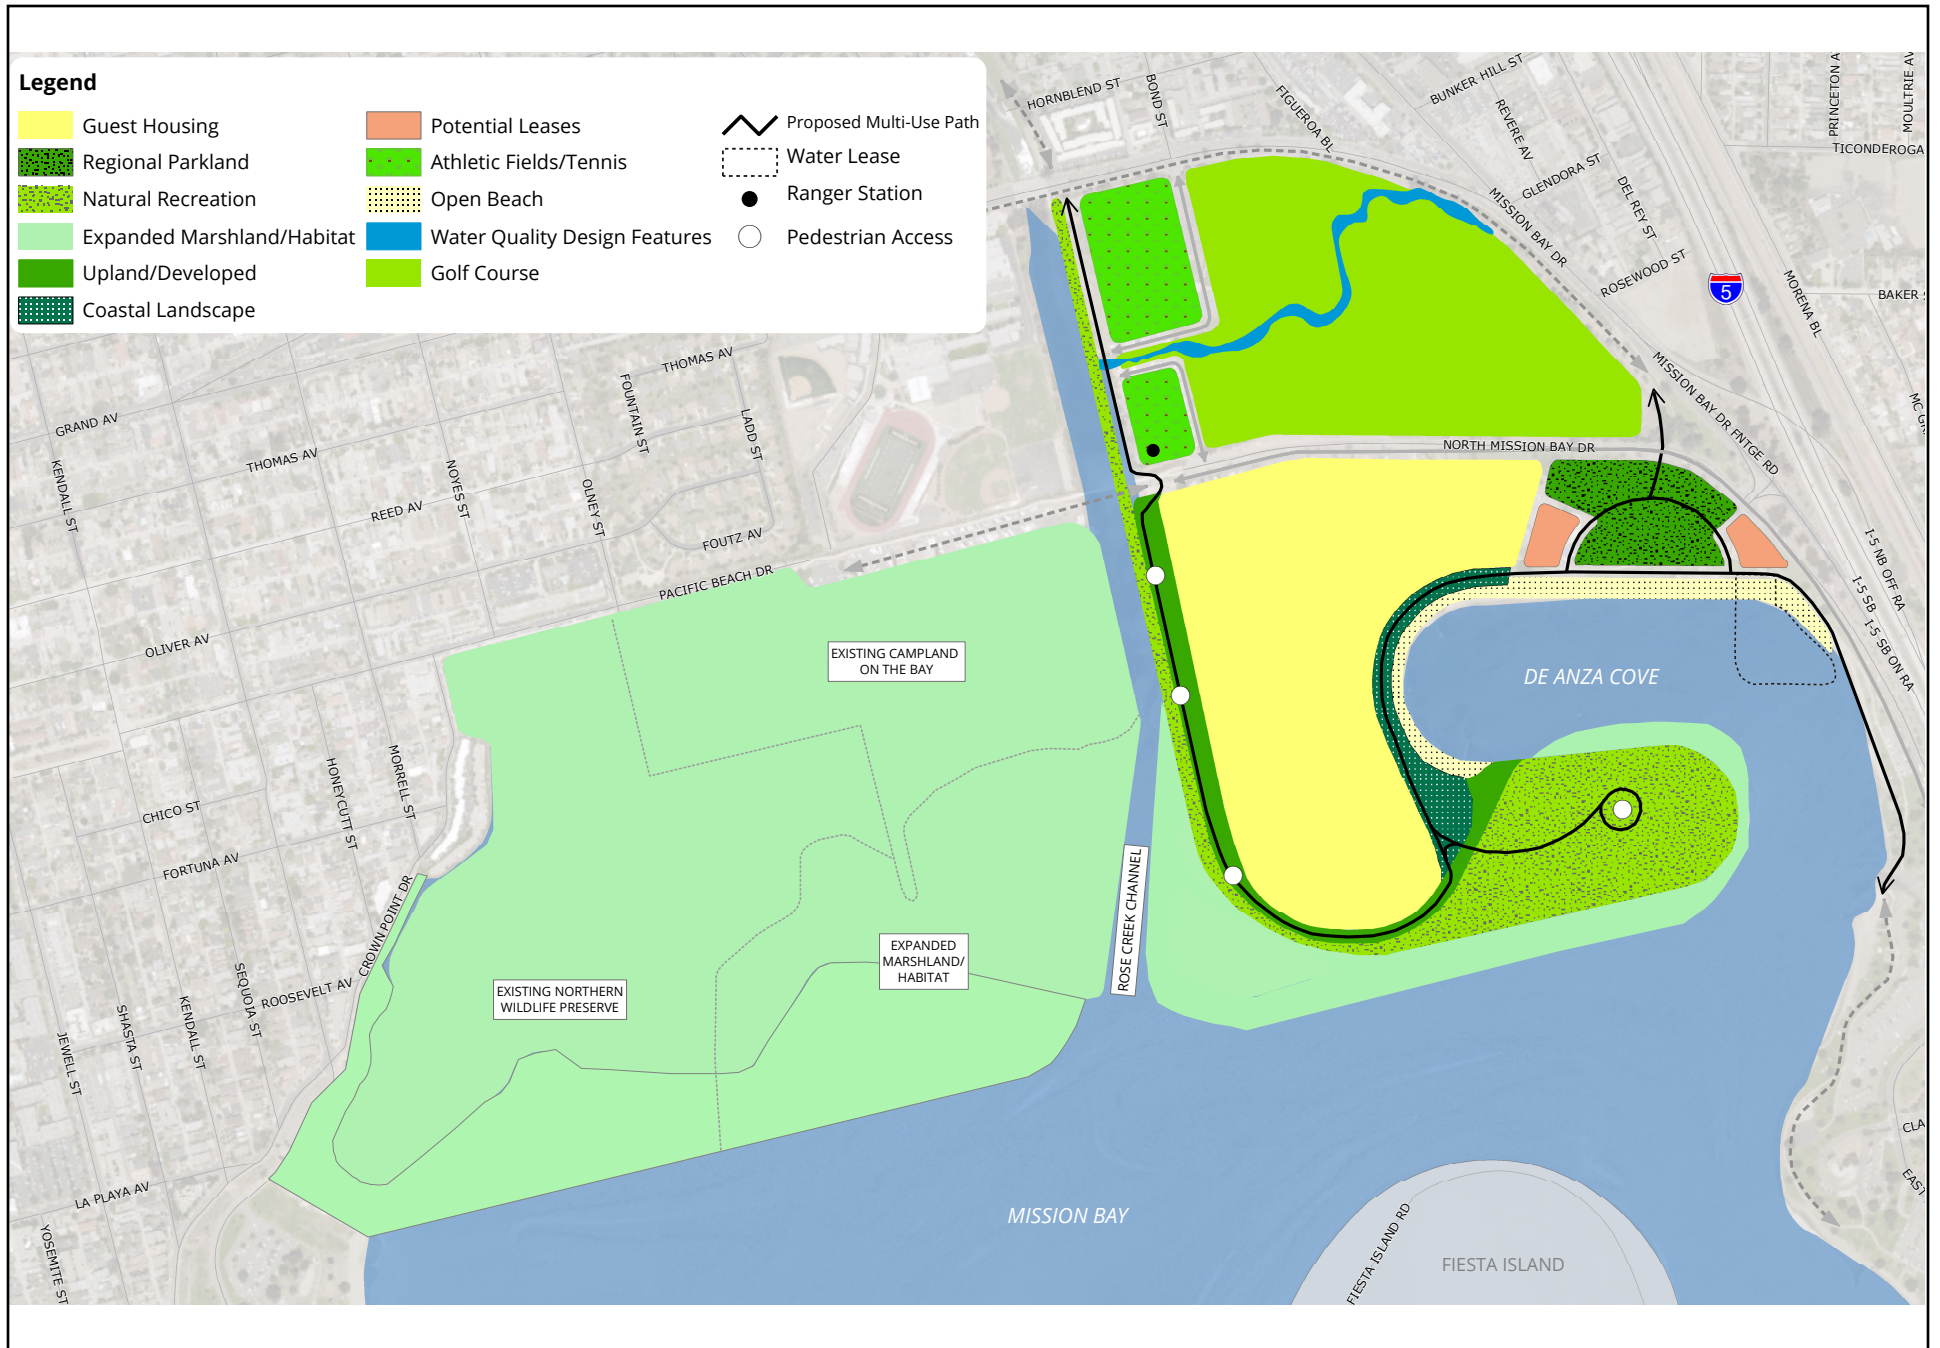 Legend
Guest Housing
Regional Parkland
Natural Recreation
Expanded Marshland/Habitat
Upland/Developed
Coastal Landscape
Potential Leases
Athletic Fields/Tennis
Open Beach
Water Quality Design Features
Golf Course
Proposed Multi-Use Path
Water Lease
Ranger Station
Pedestrian Access
HORNBLEND ST
BOND ST
FIGUEROA BL
BUNKER HILL ST
REVERE AV
GLENDORA ST
DEL REY ST
MISSION BAY DR
ROSEWOOD ST
PRINCETON A
MOULTRIE AV
TICONDEROGA
5
MORENA BL
BAKER
MISSION BAY DR FNTGE RD
NORTH MISSION BAY DR
I-5 NB OFF RA
I-5 SB
I-5 SB ON RA
THOMAS AV
FOUNTAIN ST
LADD ST
GRAND AV
THOMAS AV
KENDALL ST
NOYES ST
OLNEY ST
REED AV
FOUTZ AV
PACIFIC BEACH DR
OLIVER AV
EXISTING CAMPLAND
ON THE BAY
DE ANZA COVE
MORRELL ST
HONEYCUTT ST
CHICO ST
FORTUNA AV
CROWN POINT DR
ROSE CREEK CHANNEL
EXPANDED
MARSHLAND/
HABITAT
EXISTING NORTHERN
WILDLIFE PRESERVE
ROOSEVELT AV
SEQUOIA ST
KENDALL ST
SHASTA ST
JEWELL ST
LA PLAYA AV
YOSEMITE ST
MISSION BAY
FIESTA ISLAND RD
FIESTA ISLAND
CLA
EAST